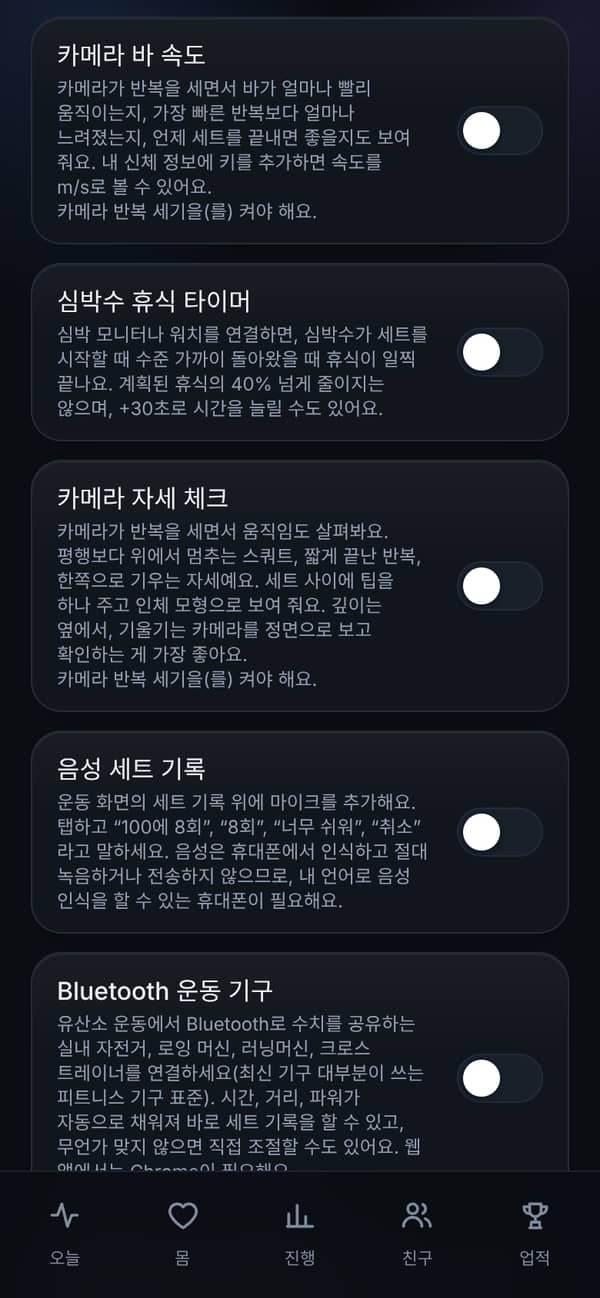 카메라 바 속도
카메라가 반복을 세면서 바가 얼마나 빨리
움직이는지, 가장 빠른 반복보다 얼마나
느려졌는지, 언제 세트를 끝내면 좋을지도 보여
줘요. 내 신체 정보에 키를 추가하면 속도를
m/s로 볼 수 있어요.
카메라 반복 세기을(를) 켜야 해요.
심박수 휴식 타이머
심박 모니터나 워치를 연결하면, 심박수가 세트를
시작할 때 수준 가까이 돌아왔을 때 휴식이 일찍
끝나요. 계획된 휴식의 40% 넘게 줄이지는
않으며, +30초로 시간을 늘릴 수도 있어요.
카메라 자세 체크
카메라가 반복을 세면서 움직임도 살펴봐요.
평행보다 위에서 멈추는 스쿼트, 짧게 끝난 반복,
한쪽으로 기우는 자세예요. 세트 사이에 팁을
하나 주고 인체 모형으로 보여 줘요. 깊이는
옆에서, 기울기는 카메라를 정면으로 보고
확인하는 게 가장 좋아요.
카메라 반복 세기을(를) 켜야 해요.
음성 세트 기록
운동 화면의 세트 기록 위에 마이크를 추가해요.
탭하고 “100에 8회”, “8회”, “너무 쉬워”, “취소”
라고 말하세요. 음성은 휴대폰에서 인식하고 절대
녹음하거나 전송하지 않으므로, 내 언어로 음성
인식을 할 수 있는 휴대폰이 필요해요.
Bluetooth 운동 기구
유산소 운동에서 Bluetooth로 수치를 공유하는
실내 자전거, 로잉 머신, 러닝머신, 크로스
트레이너를 연결하세요(최신 기구 대부분이 쓰는
피트니스 기구 표준). 시간, 거리, 파워가
자동으로 채워져 바로 세트 기록을 할 수 있고,
무언가 맞지 않으면 직접 조절할 수도 있어요. 웹
앱에서는 Chrome이 필요해요.
오늘
몸
진행
친구
업적